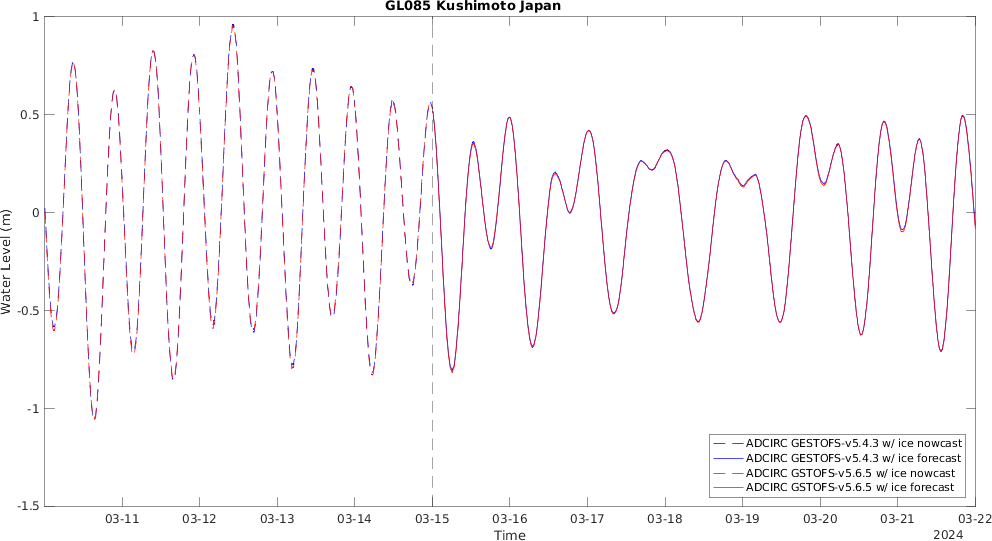 GL085 Kushimoto Japan
1
0.5
0
-0.5
-1
-1.5
Water Level (m)
03-11 03-12 03-13 03-14 03-15 03-16 03-17 03-18 03-19 03-20 03-21 03-22
Time
2024
ADCIRC GESTOFS-v5.4.3 w/ ice nowcast
ADCIRC GESTOFS-v5.4.3 w/ ice forecast
ADCIRC GSTOFS-v5.6.5 w/ ice nowcast
ADCIRC GSTOFS-v5.6.5 w/ ice forecast